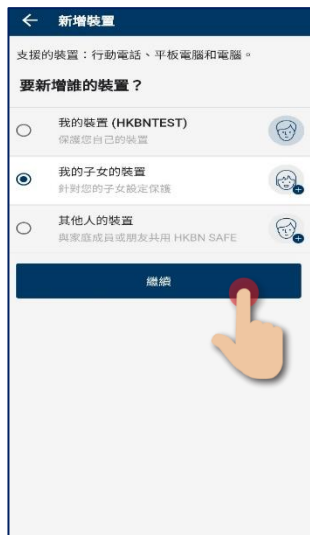 新增裝置
支援的裝置：行動電話、平板電腦和電腦。
要新增誰的裝置？
我的裝置 (HKBNTEST)
保護您自己的裝置
我的子女的裝置
針對您的子女設定保護
其他人的裝置
與家庭成員或朋友共用 HKBN SAFE
繼續